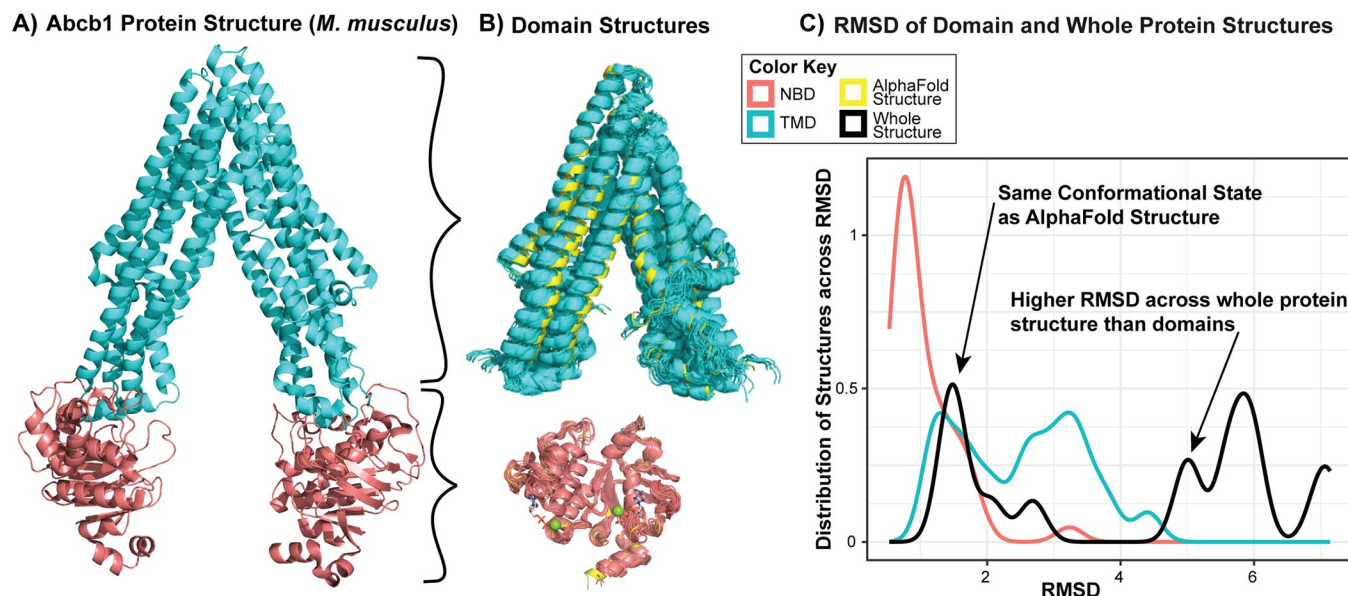 A) Abcb1 Protein Structure (M. musculus)
B) Domain Structures
C) RMSD of Domain and Whole Protein Structures
Color Key
NBD
AlphaFold
Structure
TMD
Whole
Structure
Distribution of Structures across RMSD
1
0.5
0
Same Conformational State
as AlphaFold Structure
Higher RMSD across whole protein
structure than domains
2
4
6
RMSD